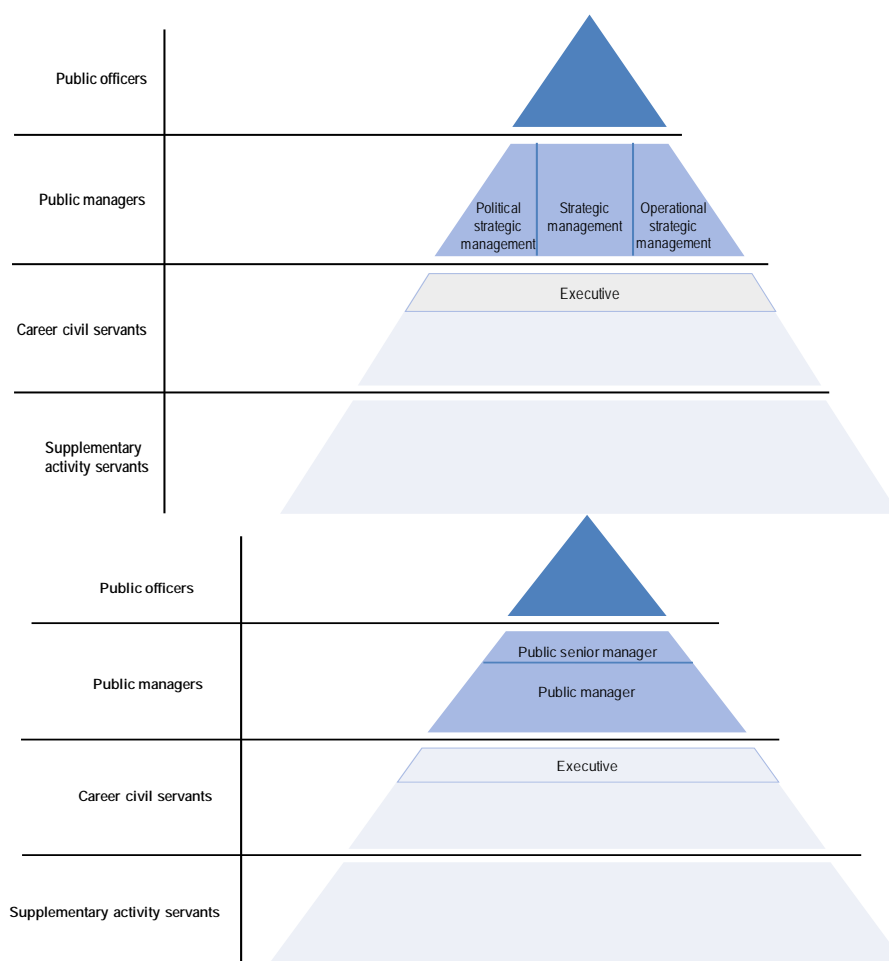 Public officers
Public managers
Political
strategic
management
Strategic
management
Operational
strategic
management
Executive
Career civil servants
Supplementary
activity servants
Public officers
Public senior manager
Public managers
Public manager
Executive
Career civil servants
Supplementary activity servants